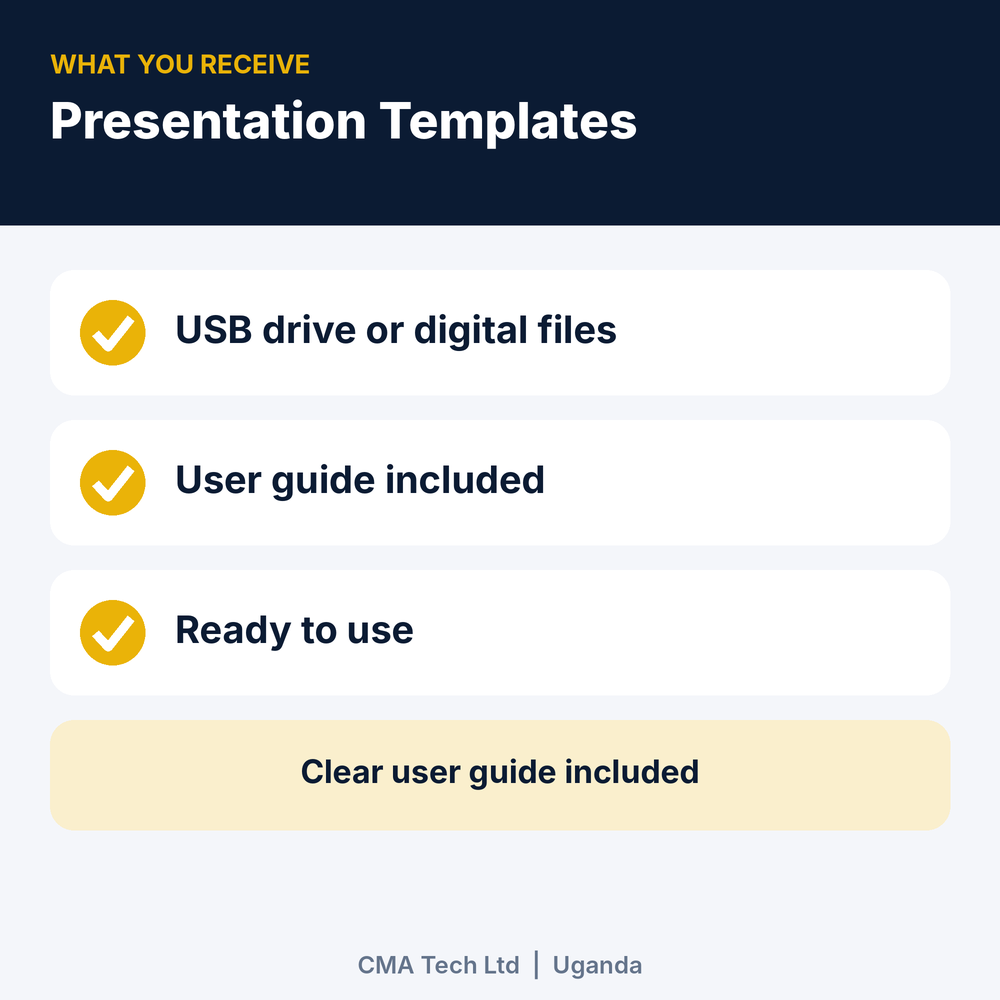 WHAT YOU RECEIVE
Presentation Templates
USB drive or digital files
User guide included
Ready to use
Clear user guide included
CMA Tech Ltd | Uganda